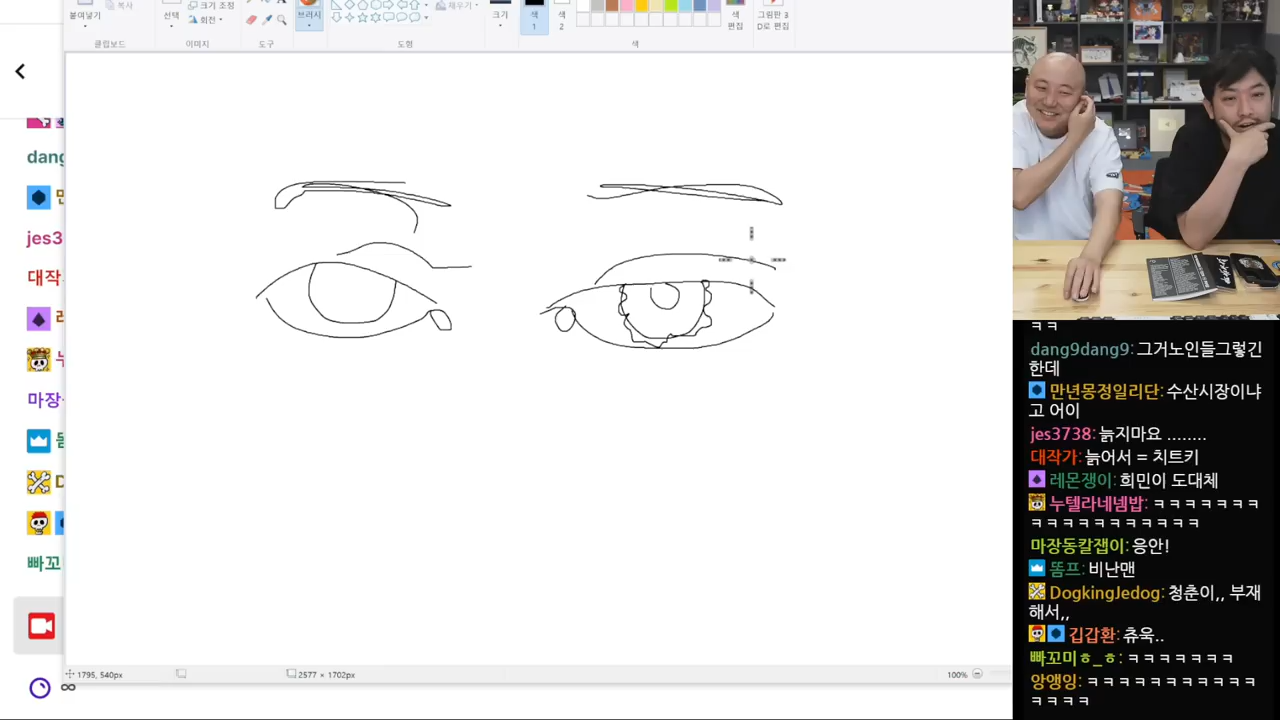 복사
붙여넣기
클립보드
선택
크기 조정
회전
이미지
도구
브러시
도형
채우기
크기
색
1
색
2
색
색
편집
그림판 3
D로 편집
dang
jes3
대작
마장
D
빠꼬
1795, 540px
2577 × 1702px
100%
ㅋㅋ
dang9dang9: 그거노인들그렇긴
한데
만년몽정일리단: 수산시장이냐
고 어이
jes3738: 늙지마요 ........
대작가: 늙어서 = 치트키
레몬쟁이: 희민이 도대체
누텔라네넴밥: ㅋㅋㅋㅋㅋㅋㅋ
ㅋㅋㅋㅋㅋㅋㅋㅋㅋㅋㅋ
마장동칼잽이: 응안!
똠프: 비난맨
DogkingJedog: 청춘이,, 부재
해서,,
깁갑환: 츄욱..
빠꼬미ㅎ_ㅎ: ㅋㅋㅋㅋㅋㅋㅋ
앙앵잉: ㅋㅋㅋㅋㅋㅋㅋㅋㅋㅋㅋ
ㅋㅋㅋㅋ